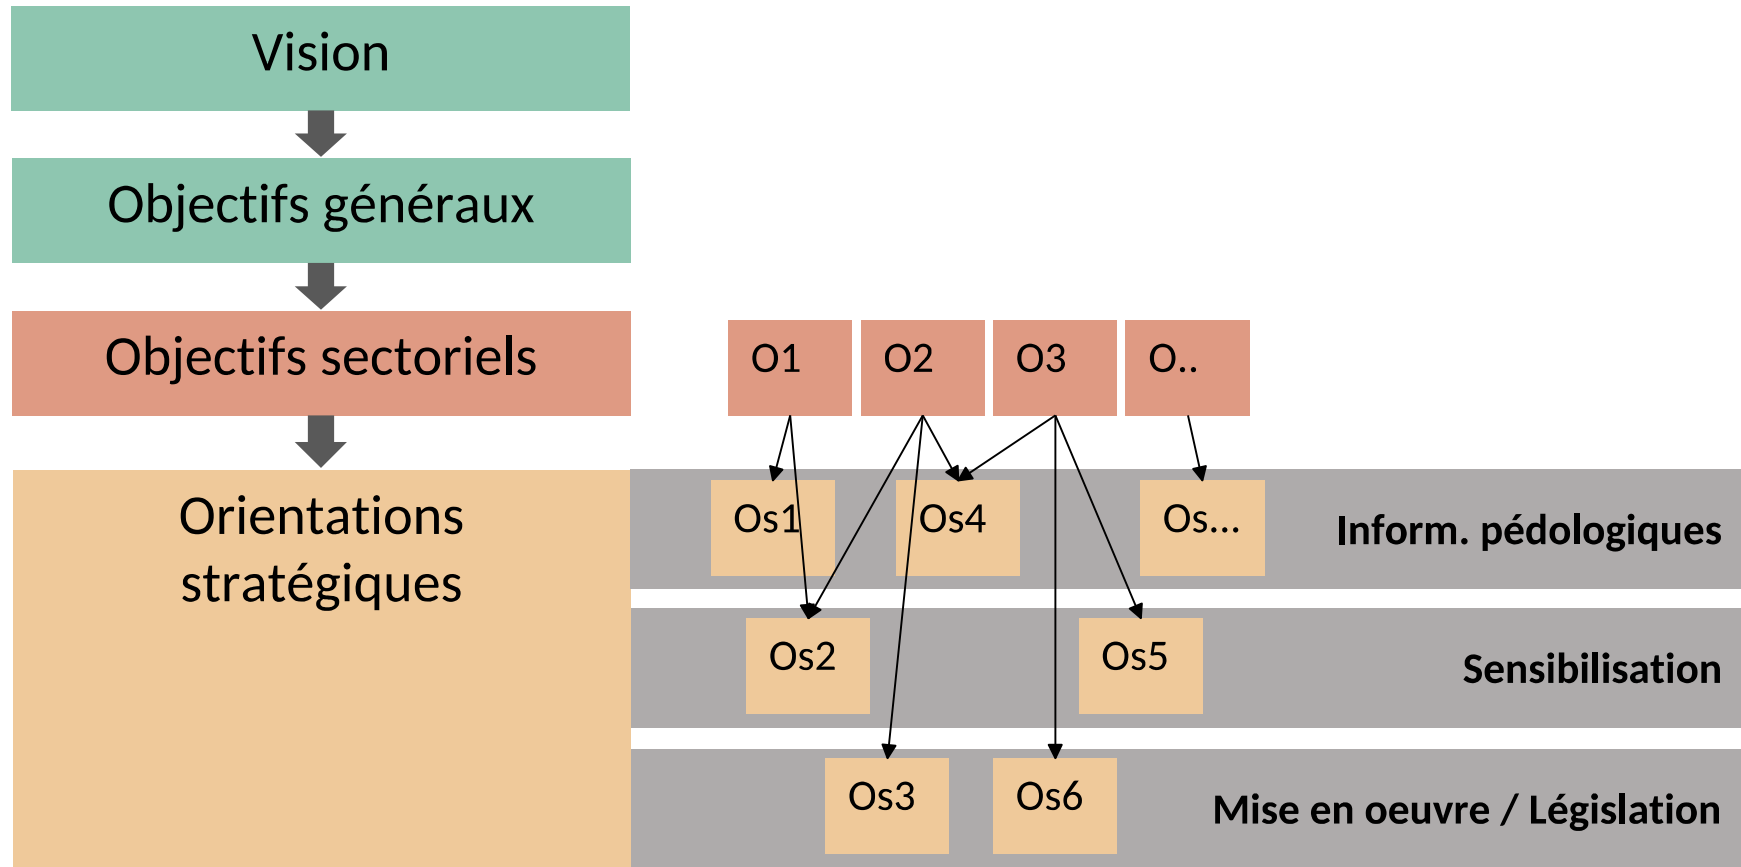 Vision
Objectifs généraux
Objectifs sectoriels
O1
O2
O3
O..
Orientations
stratégiques
Os1
Os4
Os...
Inform. pédologiques
Os2
Os5
Sensibilisation
Os3
Os6
Mise en oeuvre / Législation